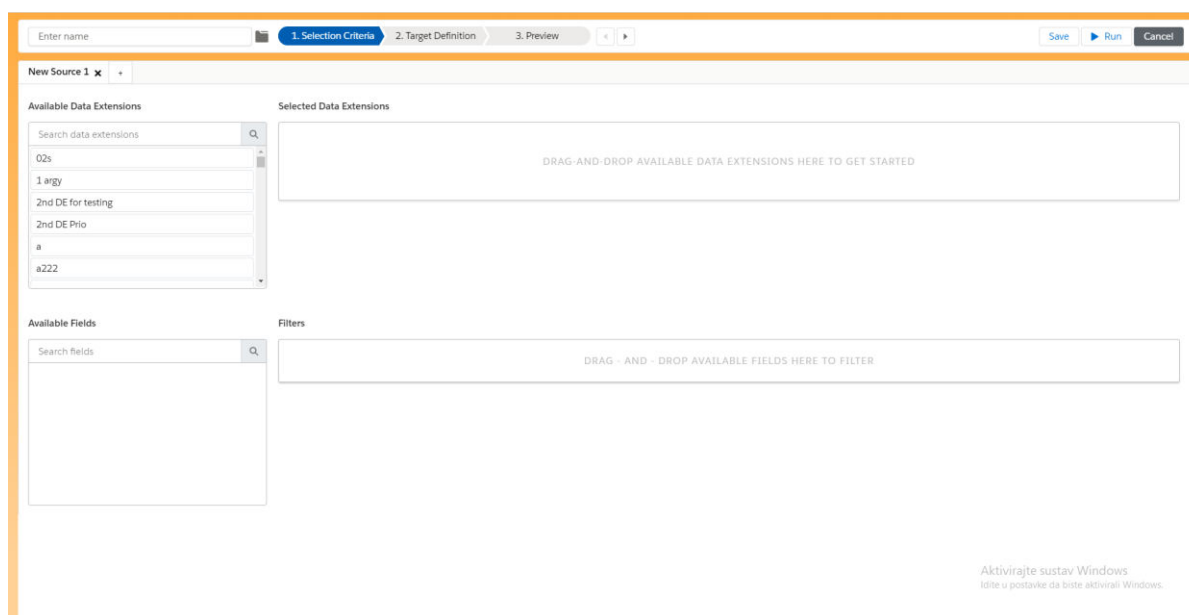 Enter name
1. Selection Criteria
2. Target Definition
3. Preview
Save
Run
Cancel
New Source 1 x +
Available Data Extensions
Selected Data Extensions
Search data extensions
DRAG-AND-DROP AVAILABLE DATA EXTENSIONS HERE TO GET STARTED
02s
1 argy
2nd DE for testing
2nd DE Prio
a
a222
Available Fields
Filters
Search fields
DRAG - AND - DROP AVAILABLE FIELDS HERE TO FILTER
Aktivirajte sustav Windows
Idite u postavke da biste aktivirali Windows.